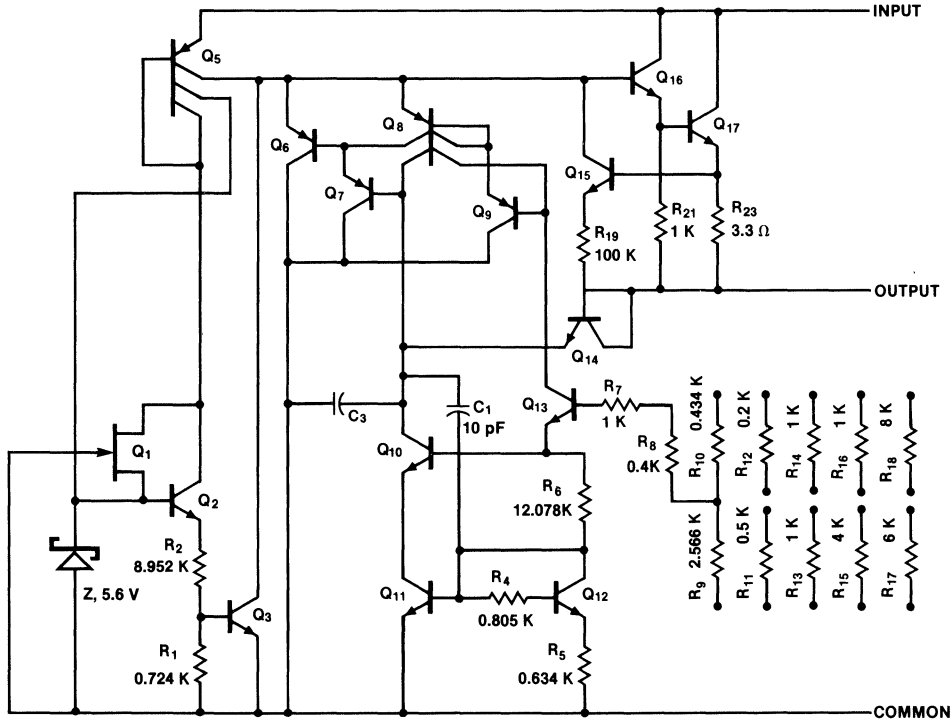 INPUT
Q5
Q16
Q6
Q8
Q17
Q7
Q9
Q15
R19
100 K
R21
1 K
R23
3.3 Ω
OUTPUT
Q14
C3
C1
10 pF
Q13
R7
1 K
R8
0.4K
R10 0.434 K
R12 0.2 K
R14 1 K
R16 1 K
R18 8 K
Q1
Q10
Q2
R6
12.078K
R9 2.566 K
R11 0.5 K
R13 1 K
R15 4 K
R17 6 K
R2
8.952 K
Z, 5.6 V
Q3
Q11
R4
0.805 K
Q12
R1
0.724 K
R5
0.634 K
COMMON